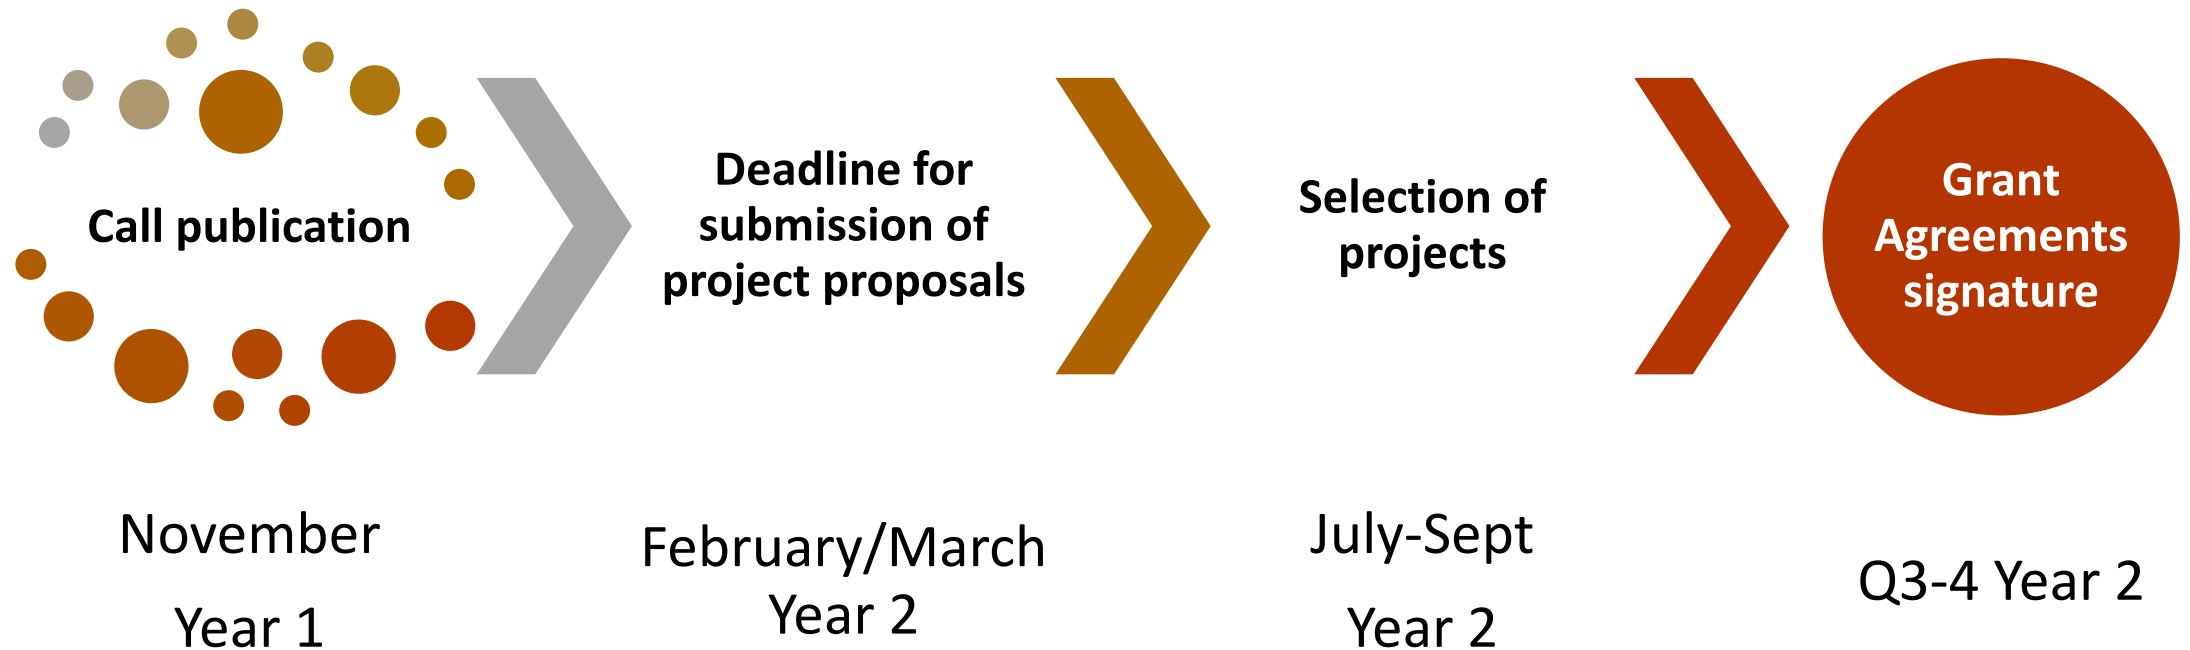 Call publication
Deadline for
submission of
project proposals
Selection of
projects
Grant
Agreements
signature
November
Year 1
February/March
Year 2
July-Sept
Year 2
Q3-4 Year 2